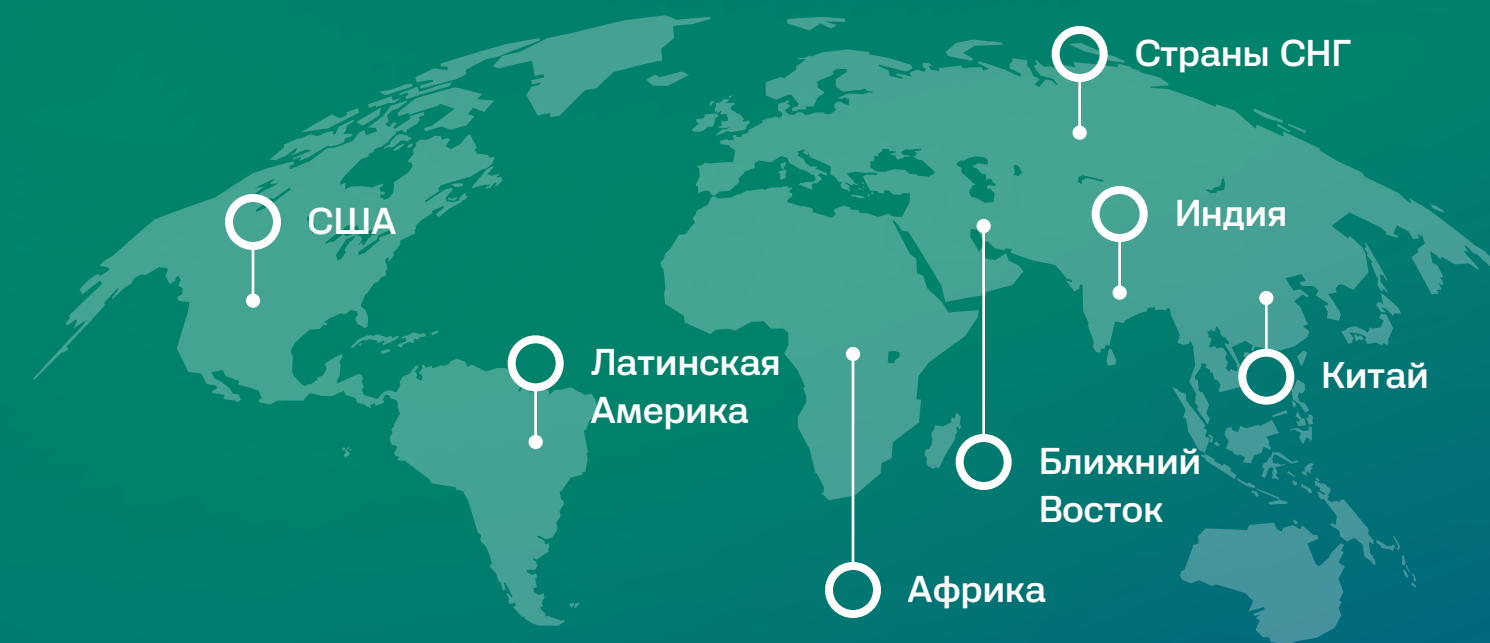 Страны СНГ
США
Индия
Латинская
Америка
Китай
Ближний
Восток
Африка